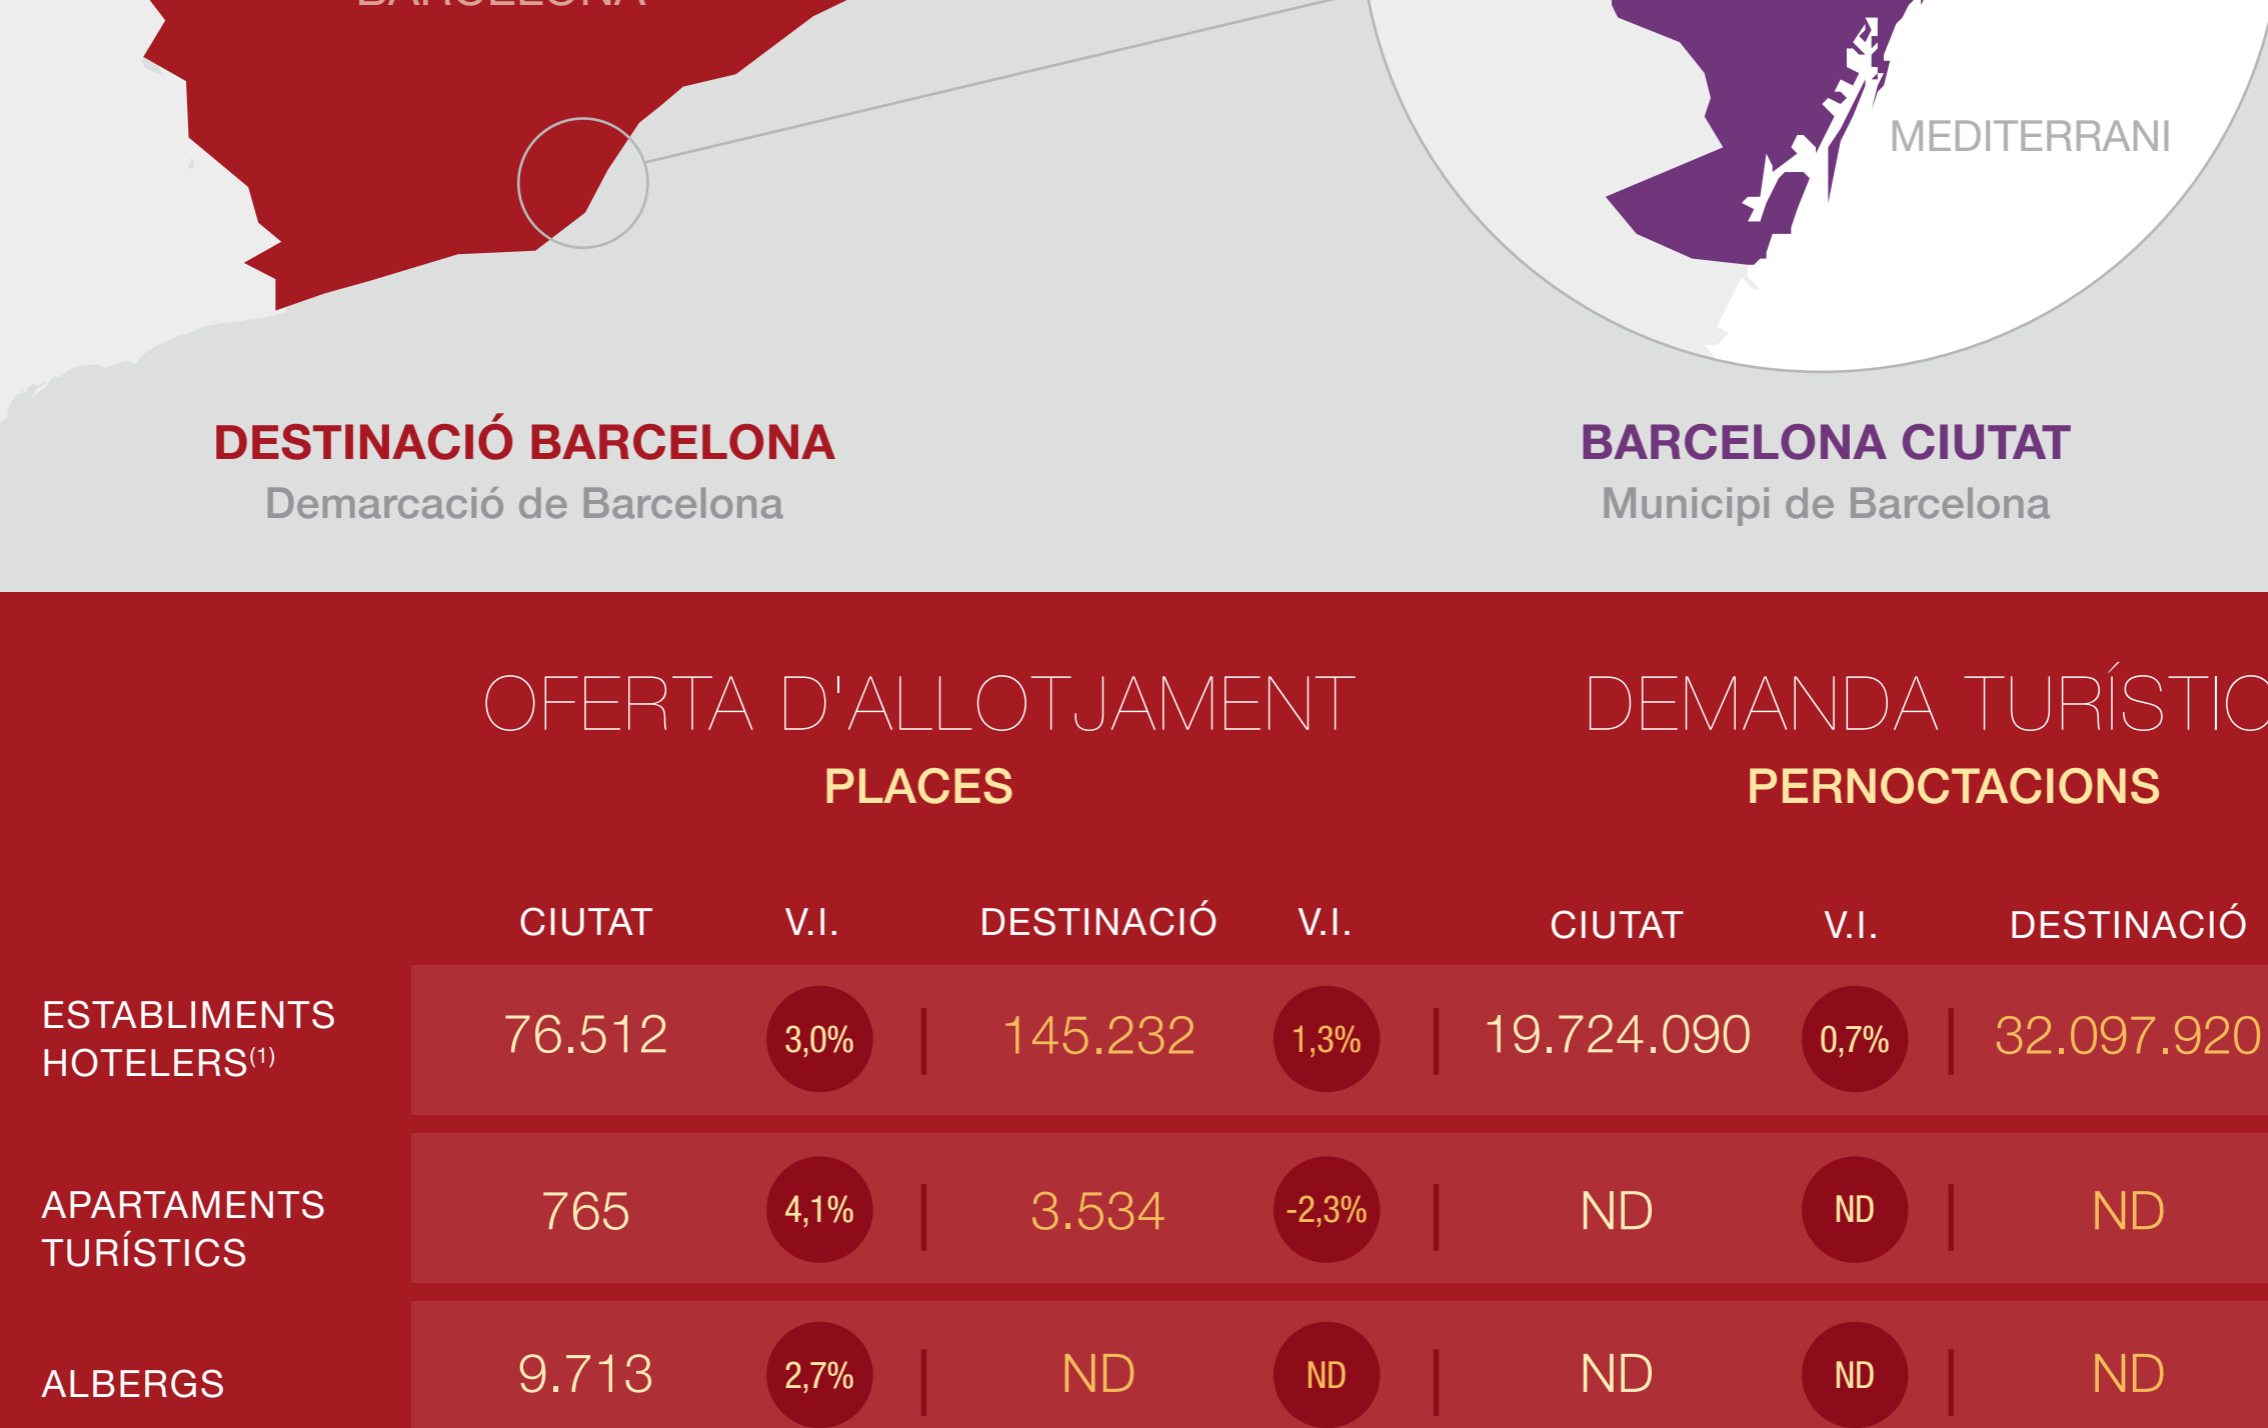 BARCELONA
MEDITERRANI
DESTINACIÓ BARCELONA
Demarcació de Barcelona
BARCELONA CIUTAT
Municipi de Barcelona
OFERTA D'ALLOTJAMENT
PLACES
DEMANDA TURÍSTIC
PERNOCTACIONS
CIUTAT V.I. DESTINACIÓ V.I. CIUTAT V.I. DESTINACIÓ
ESTABLIMENTS
HOTELERS(1)
76.512 3,0% 145.232 1,3% 19.724.090 0,7% 32.097.920
APARTAMENTS
TURÍSTICS
765 4,1% 3.534 -2,3% ND ND ND
ALBERGS 9.713 2,7% ND ND ND ND ND